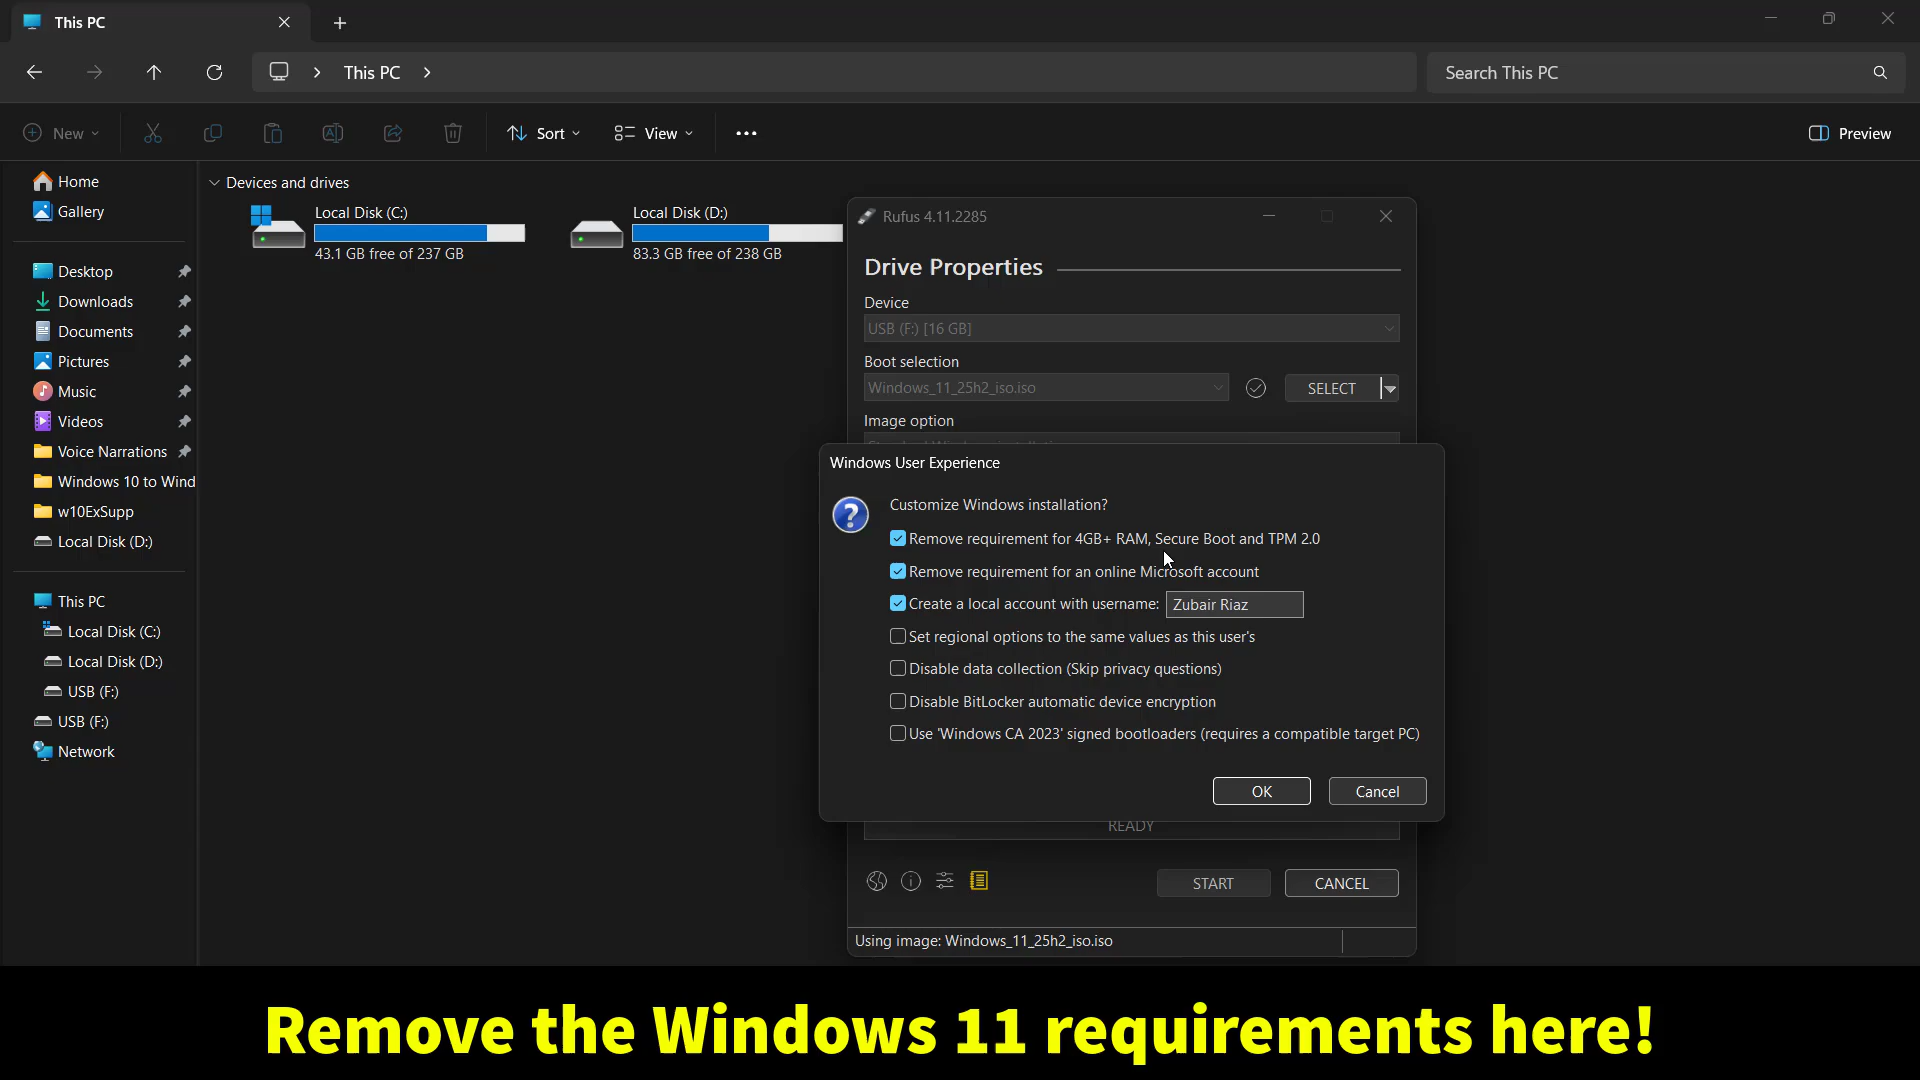 This PC
This PC
Search This PC
New
Sort
View
Preview
Home
Gallery
Desktop
Downloads
Documents
Pictures
Music
Videos
Voice Narrations
Windows 10 to Wind
w10ExSupp
Local Disk (D:)
This PC
Local Disk (C:)
Local Disk (D:)
USB (F:)
USB (F:)
Network
Devices and drives
Local Disk (C:)
43.1 GB free of 237 GB
Local Disk (D:)
83.3 GB free of 238 GB
Rufus 4.11.2285
Drive Properties
Device
USB (F:) [16 GB]
Boot selection
Windows_11_25h2_iso.iso
SELECT
Image option
Windows User Experience
Customize Windows installation?
Remove requirement for 4GB+ RAM, Secure Boot and TPM 2.0
Remove requirement for an online Microsoft account
Create a local account with username: Zubair Riaz
Set regional options to the same values as this user's
Disable data collection (Skip privacy questions)
Disable BitLocker automatic device encryption
Use 'Windows CA 2023' signed bootloaders (requires a compatible target PC)
OK
Cancel
READY
START
CANCEL
Using image: Windows_11_25h2_iso.iso
Remove the Windows 11 requirements here!